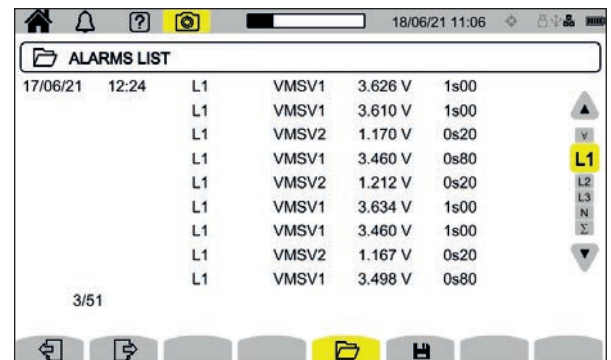 ? 18/06/21 11:06
ALARMS LIST
17/06/21 12:24 L1 VMSV1 3.626 V 1s00
L1 VMSV1 3.610 V 1s00
L1 VMSV2 1.170 V 0s20
L1 VMSV1 3.460 V 0s80
L1 VMSV2 1.212 V 0s20
L1 VMSV1 3.634 V 1s00
L1 VMSV1 3.460 V 1s00
L1 VMSV2 1.167 V 0s20
L1 VMSV1 3.498 V 0s80
3/51
∀
L1
L2
L3
N
Σ